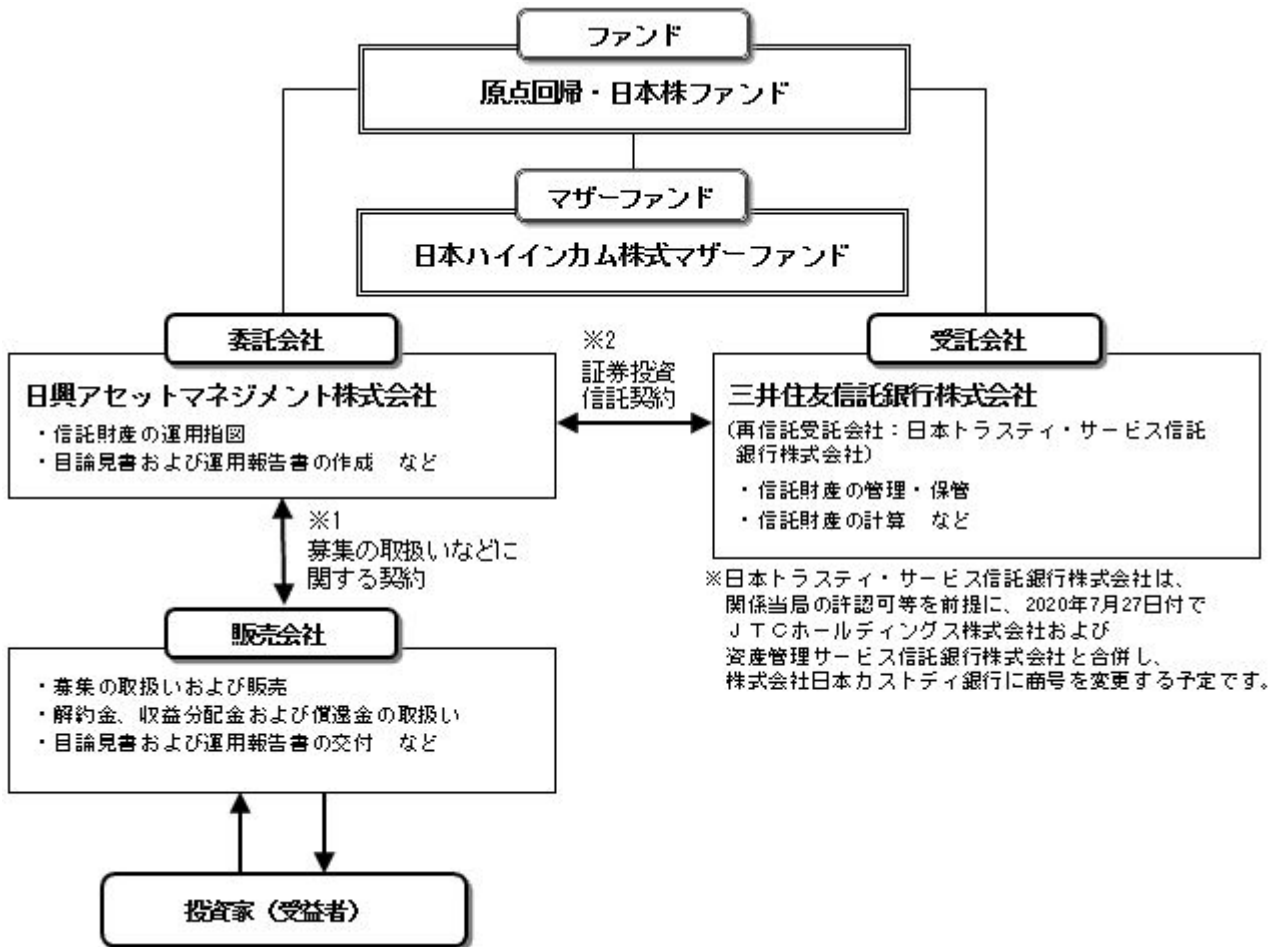 ファンド
原点回帰・日本株ファンド
マザーファンド
日本ハイインカム株式マザーファンド
委託会社
日興アセットマネジメント株式会社
・信託財産の運用指図
・目論見書および運用報告書の作成　など
※2
証券投資
信託契約
受託会社
三井住友信託銀行株式会社
(再信託受託会社：日本トラスティ・サービス信託
銀行株式会社)
・信託財産の管理・保管
・信託財産の計算　など
※1
募集の取扱いなどに
関する契約
※日本トラスティ・サービス信託銀行株式会社は、
関係当局の許認可等を前提に、2020年7月27日付で
ＪＴＣホールディングス株式会社および
資産管理サービス信託銀行株式会社と合併し、
株式会社日本カストディ銀行に商号を変更する予定です。
販売会社
・募集の取扱いおよび販売
・解約金、収益分配金および償還金の取扱い
・目論見書および運用報告書の交付　など
投資家（受益者）